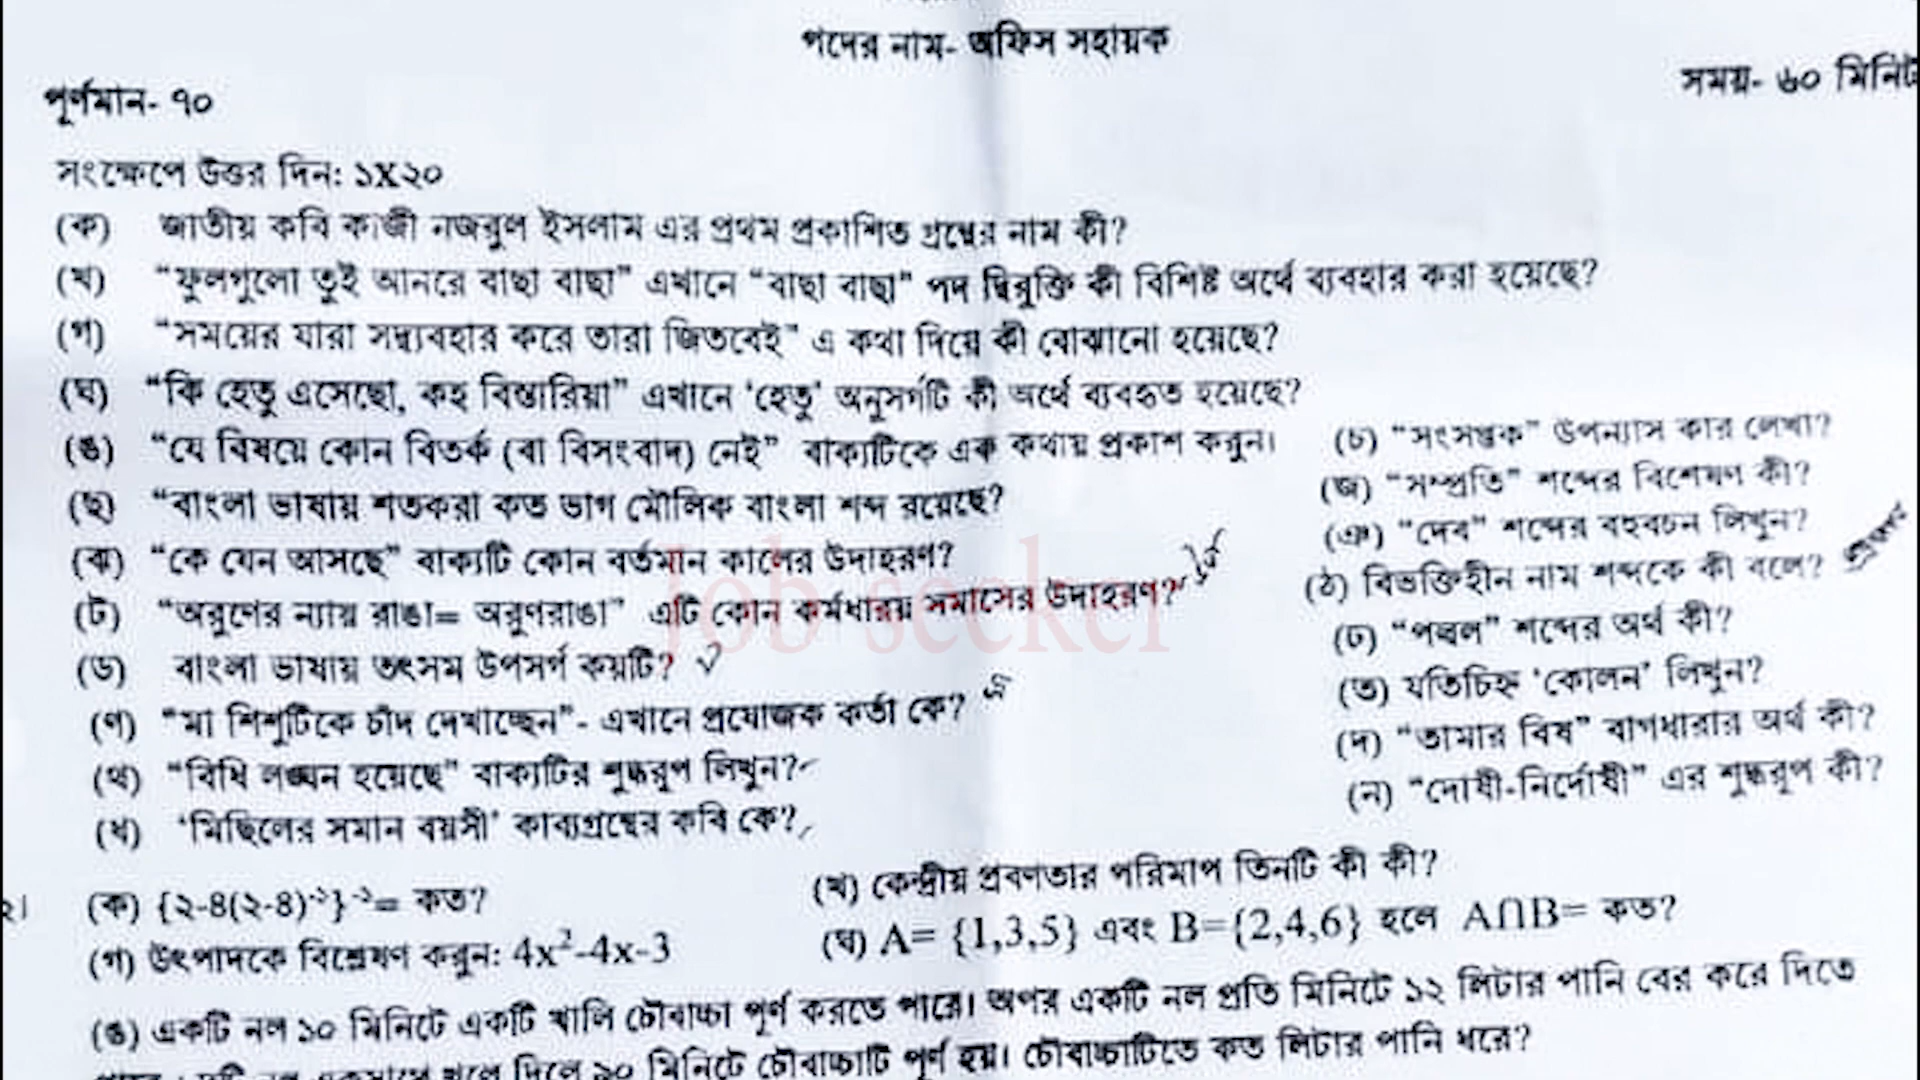 পদের নাম- অফিস সহায়ক
পূর্ণমান- ৭০
সময়- ৬০ মিনিট
সংক্ষেপে উত্তর দিন: ১X২০
(ক) জাতীয় কবি কাজী নজরুল ইসলাম এর প্রথম প্রকাশিত গ্রন্থের নাম কী?
(খ) “ফুলগুলো তুই আনরে বাছা বাছা” এখানে “বাছা বাছা” পদ দ্বিরুক্তি কী বিশিষ্ট অর্থে ব্যবহার করা হয়েছে?
(গ) “সময়ের যারা সদ্ব্যবহার করে তারা জিতবেই” এ কথা দিয়ে কী বোঝানো হয়েছে?
(ঘ) “কি হেতু এসেছো, কহ বিস্তারিয়া” এখানে ‘হেতু’ অনুসর্গটি কী অর্থে ব্যবহৃত হয়েছে?
(ঙ) “যে বিষয়ে কোন বিতর্ক (বা বিসংবাদ) নেই” বাক্যটিকে এক কথায় প্রকাশ করুন। (চ) “সংসপ্তক” উপন্যাস কার লেখা?
(ছ) “বাংলা ভাষায় শতকরা কত ভাগ মৌলিক বাংলা শব্দ রয়েছে? (জ) “সম্প্রতি” শব্দের বিশেষণ কী?
(ঝ) “কে যেন আসছে” বাক্যটি কোন বর্তমান কালের উদাহরণ? (ঞ) “দেব” শব্দের বহুবচন লিখুন?
(ট) “অরুণের ন্যায় রাঙা= অরুণরাঙা” এটি কোন কর্মধারয় সমাসের উদাহরণ? (ঠ) বিভক্তিহীন নাম শব্দকে কী বলে?
Job seeker
(ড) বাংলা ভাষায় তৎসম উপসর্গ কয়টি? (ঢ) “পল্বল” শব্দের অর্থ কী?
(ণ) “মা শিশুটিকে চাঁদ দেখাচ্ছেন”- এখানে প্রযোজক কর্তা কে? (ত) যতিচিহ্ন ‘কোলন’ লিখুন?
(থ) “বিধি লঙ্ঘন হয়েছে” বাক্যটির শুদ্ধরূপ লিখুন? (দ) “তামার বিষ” বাগধারার অর্থ কী?
(ধ) ‘মিছিলের সমান বয়সী’ কাব্যগ্রন্থের কবি কে? (ন) “দোষী-নির্দোষী” এর শুদ্ধরূপ কী?
২। (ক) {২-৪(২-৪)⁻¹}⁻¹= কত? (খ) কেন্দ্রীয় প্রবণতার পরিমাপ তিনটি কী কী?
(গ) উৎপাদকে বিশ্লেষণ করুন: 4x²-4x-3 (ঘ) A= {1,3,5} এবং B={2,4,6} হলে A∩B= কত?
(ঙ) একটি নল ১০ মিনিটে একটি খালি চৌবাচ্চা পূর্ণ করতে পারে। অপর একটি নল প্রতি মিনিটে ১২ লিটার পানি বের করে দিতে
দিলে ৯০ মিনিটে চৌবাচ্চাটি পূর্ণ হয়। চৌবাচ্চাটিতে কত লিটার পানি ধরে?